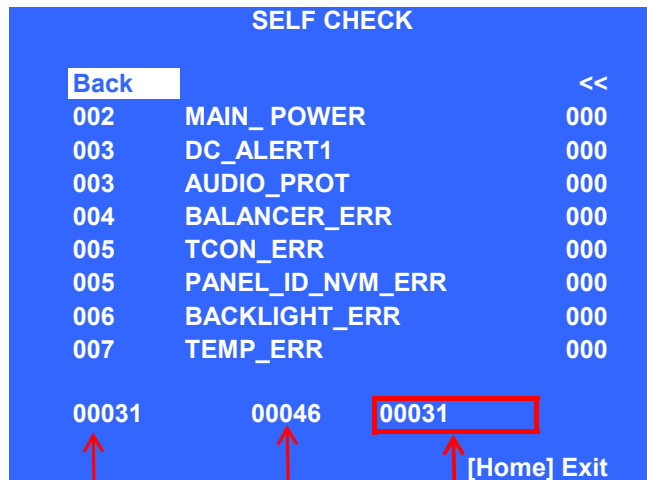 SELF CHECK
Back <<
002 MAIN_ POWER 000
003 DC_ALERT1 000
003 AUDIO_PROT 000
004 BALANCER_ERR 000
005 TCON_ERR 000
005 PANEL_ID_NVM_ERR 000
006 BACKLIGHT_ERR 000
007 TEMP_ERR 000
00031 00046 00031
[Home] Exit